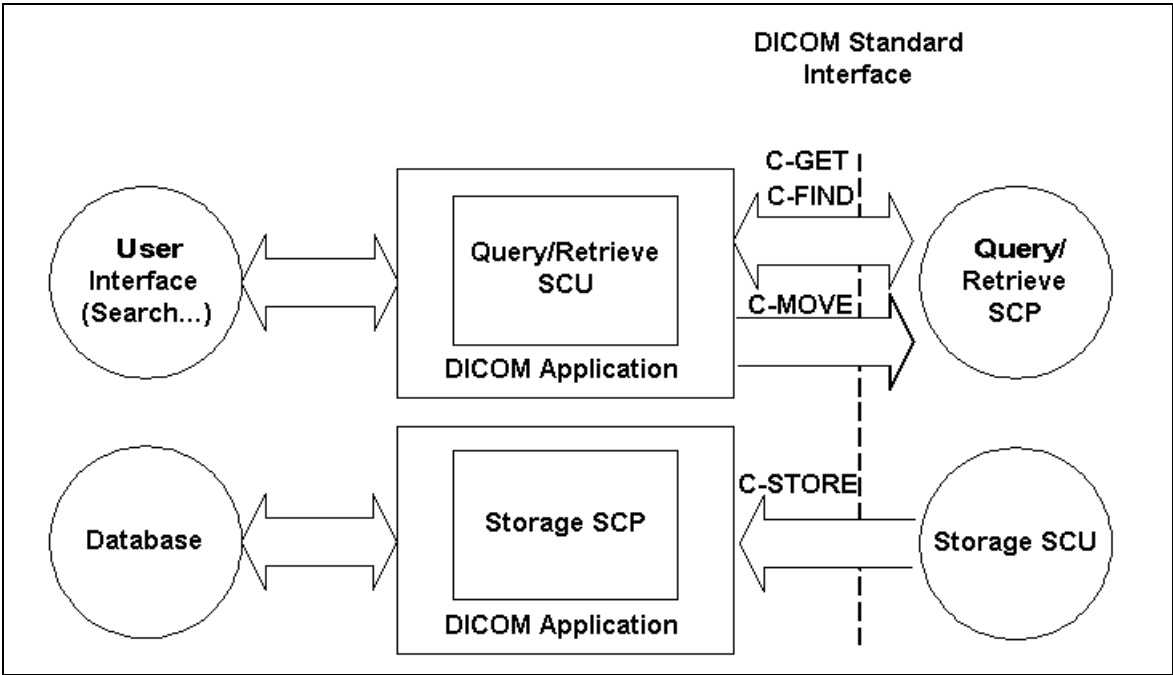 DICOM Standard
Interface
C-GET
C-FIND
User
Interface
(Search...)
Query/Retrieve
SCU
DICOM Application
C-MOVE
Query/
Retrieve
SCP
C-STORE
Database
Storage SCP
DICOM Application
Storage SCU